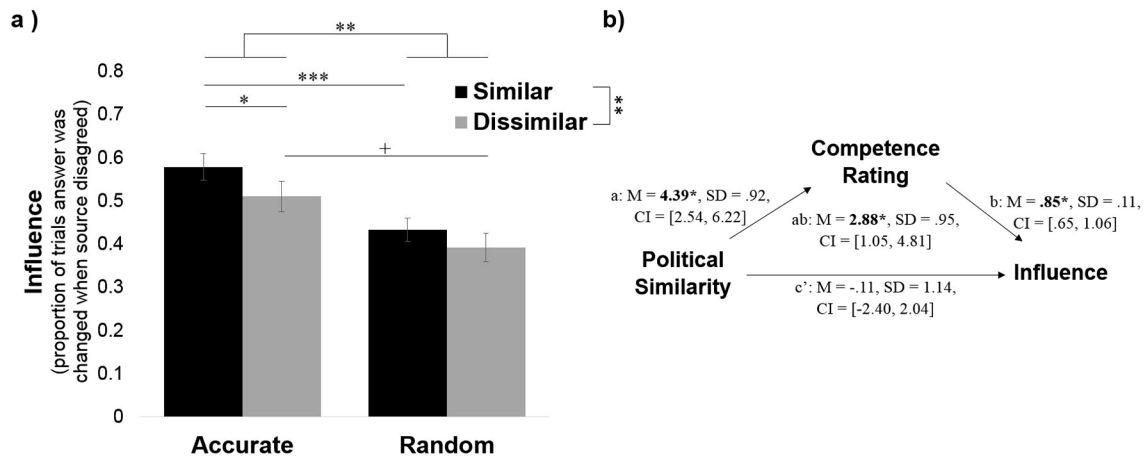 a )
**
0.8
0.7
0.6
0.5
0.4
0.3
0.2
0.1
0
Influence
(proportion of trials answer was
changed when source disagreed)
***
*
+
Similar
Dissimilar
**
Accurate
Random
b)
Competence
Rating
a: M = 4.39*, SD = .92,
CI = [2.54, 6.22]
ab: M = 2.88*, SD = .95,
CI = [1.05, 4.81]
b: M = .85*, SD = .11,
CI = [.65, 1.06]
Political
Similarity
Influence
c’: M = -.11, SD = 1.14,
CI = [-2.40, 2.04]